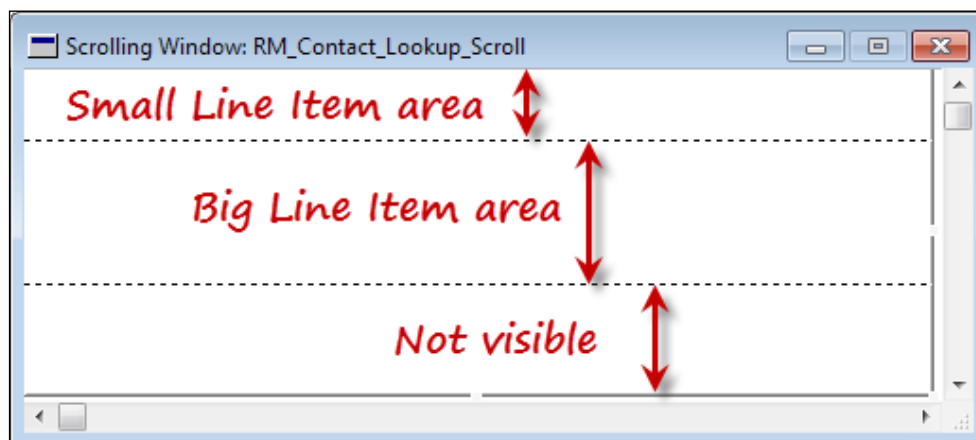 Scrolling Window: RM_Contact_Lookup_Scroll
Small Line Item area
Big Line Item area
Not visible